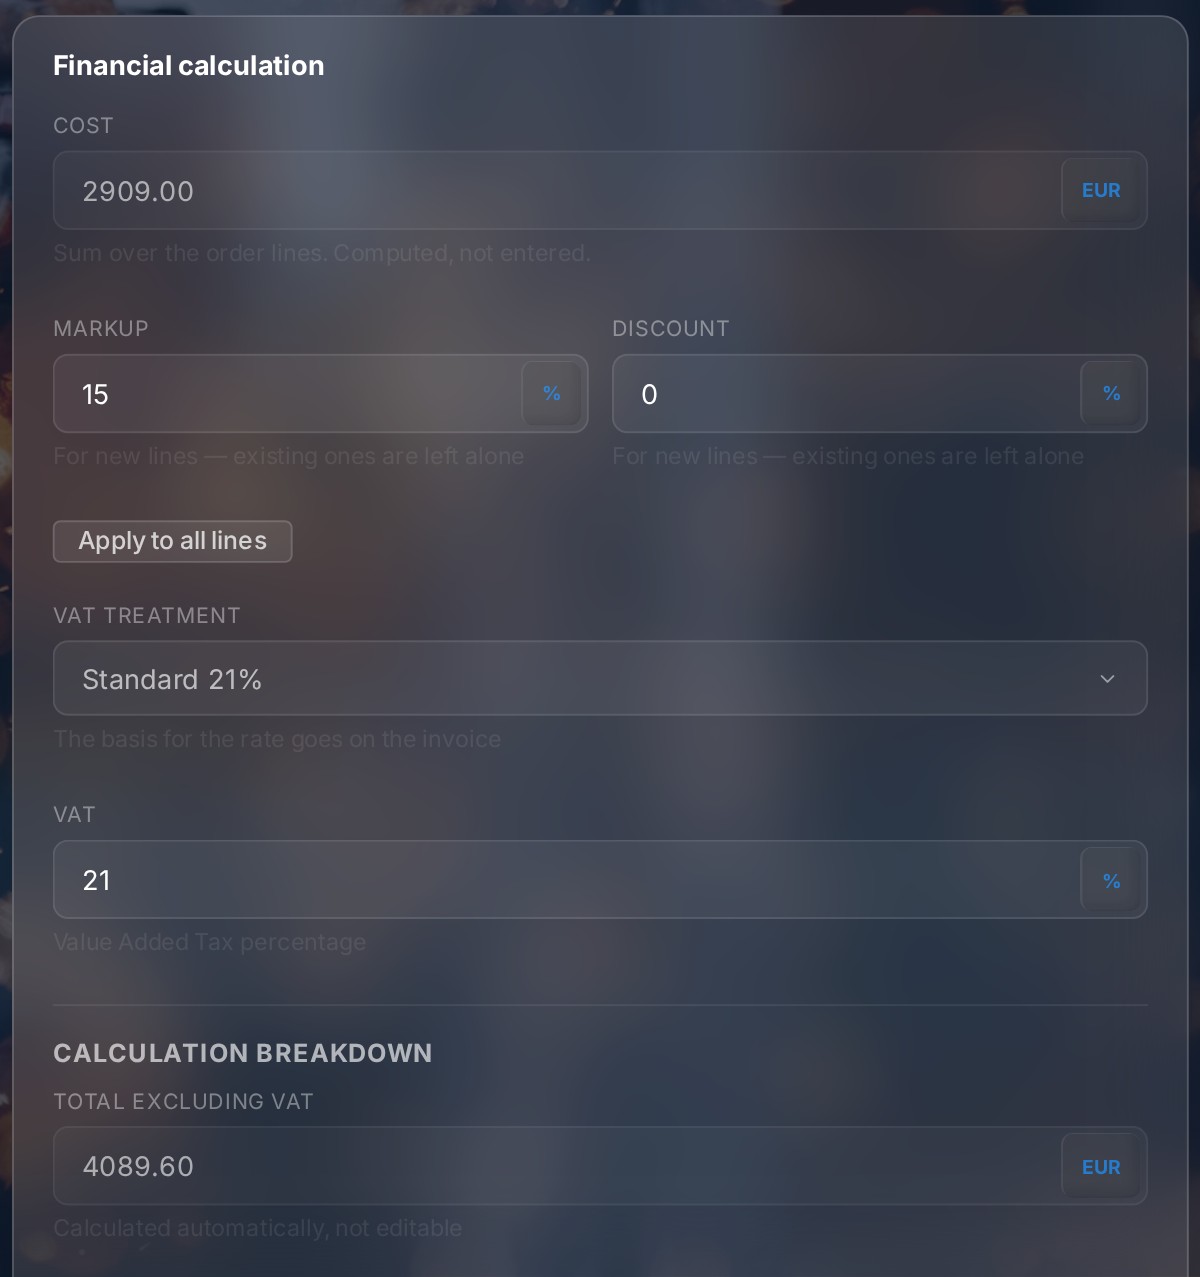 Financial calculation
COST
2909.00 EUR
Sum over the order lines. Computed, not entered.
MARKUP DISCOUNT
15 % 0 %
For new lines — existing ones are left alone For new lines — existing ones are left alone
Apply to all lines
VAT TREATMENT
Standard 21%
The basis for the rate goes on the invoice
VAT
21 %
Value Added Tax percentage
CALCULATION BREAKDOWN
TOTAL EXCLUDING VAT
4089.60 EUR
Calculated automatically, not editable